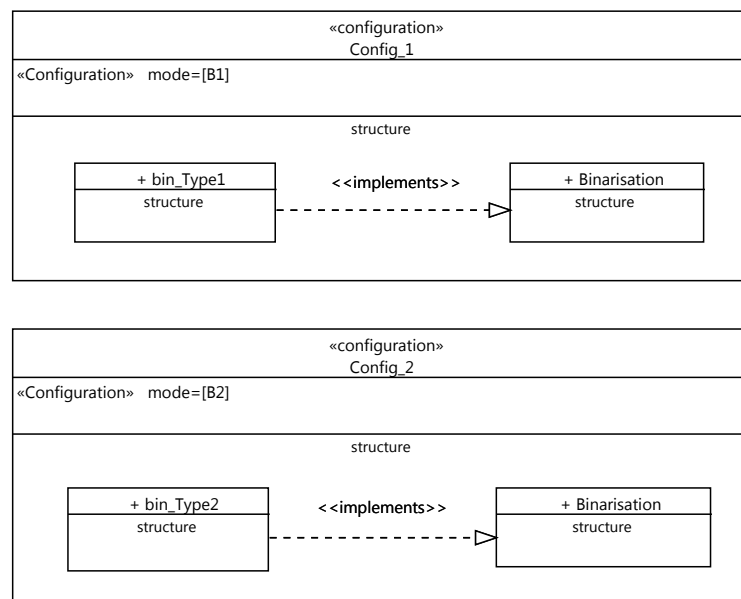 «configuration»
Config_1
«Configuration» mode=[B1]
structure
+ bin_Type1 <<implements>> + Binarisation
structure structure
«configuration»
Config_2
«Configuration» mode=[B2]
structure
+ bin_Type2 <<implements>> + Binarisation
structure structure